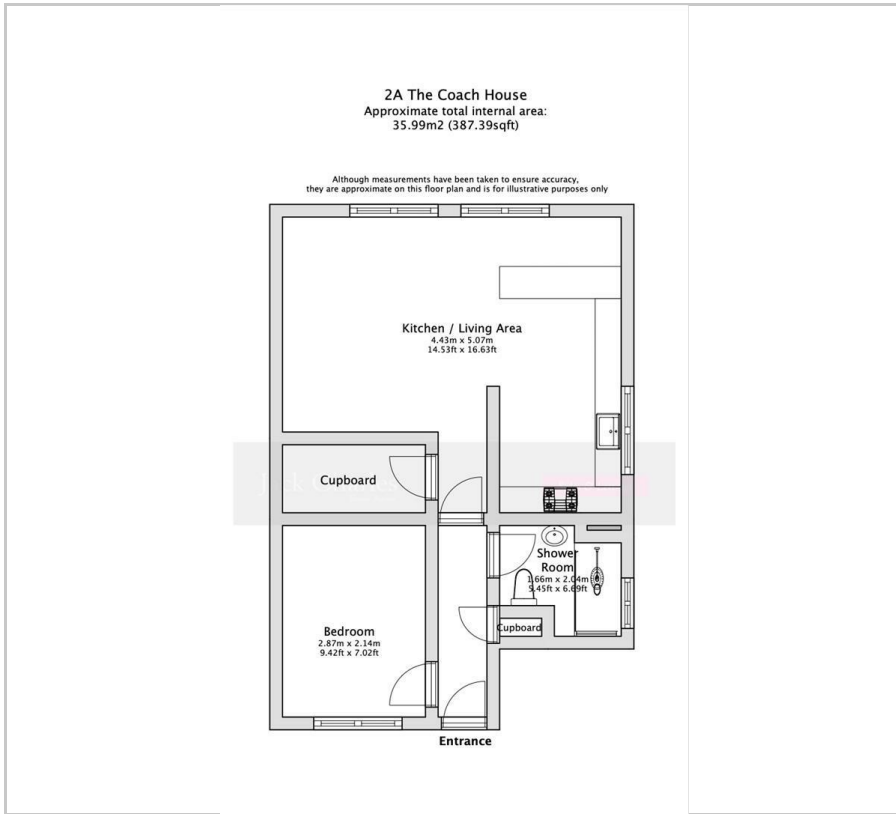 2A The Coach House
Approximate total internal area:
35.99m2 (387.39sqft)
Although measurements have been taken to ensure accuracy,
they are approximate on this floor plan and is for illustrative purposes only
Kitchen / Living Area
4.43m x 5.07m
14.53ft x 16.63ft
Cupboard
Shower
Room
1.66m x 2.04m
5.45ft x 6.69ft
Cupboard
Bedroom
2.87m x 2.14m
9.42ft x 7.02ft
Entrance